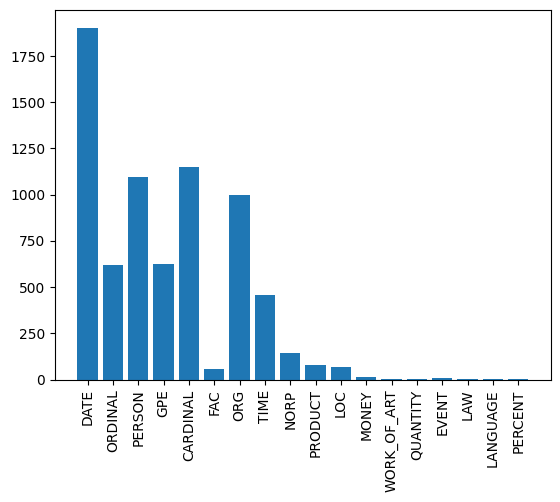 1750
1500
1250
1000
750
500
250
0
DATE
ORDINAL
PERSON
GPE
CARDINAL
FAC
ORG
TIME
NORP
PRODUCT
LOC
MONEY
WORK_OF_ART
QUANTITY
EVENT
LAW
LANGUAGE
PERCENT